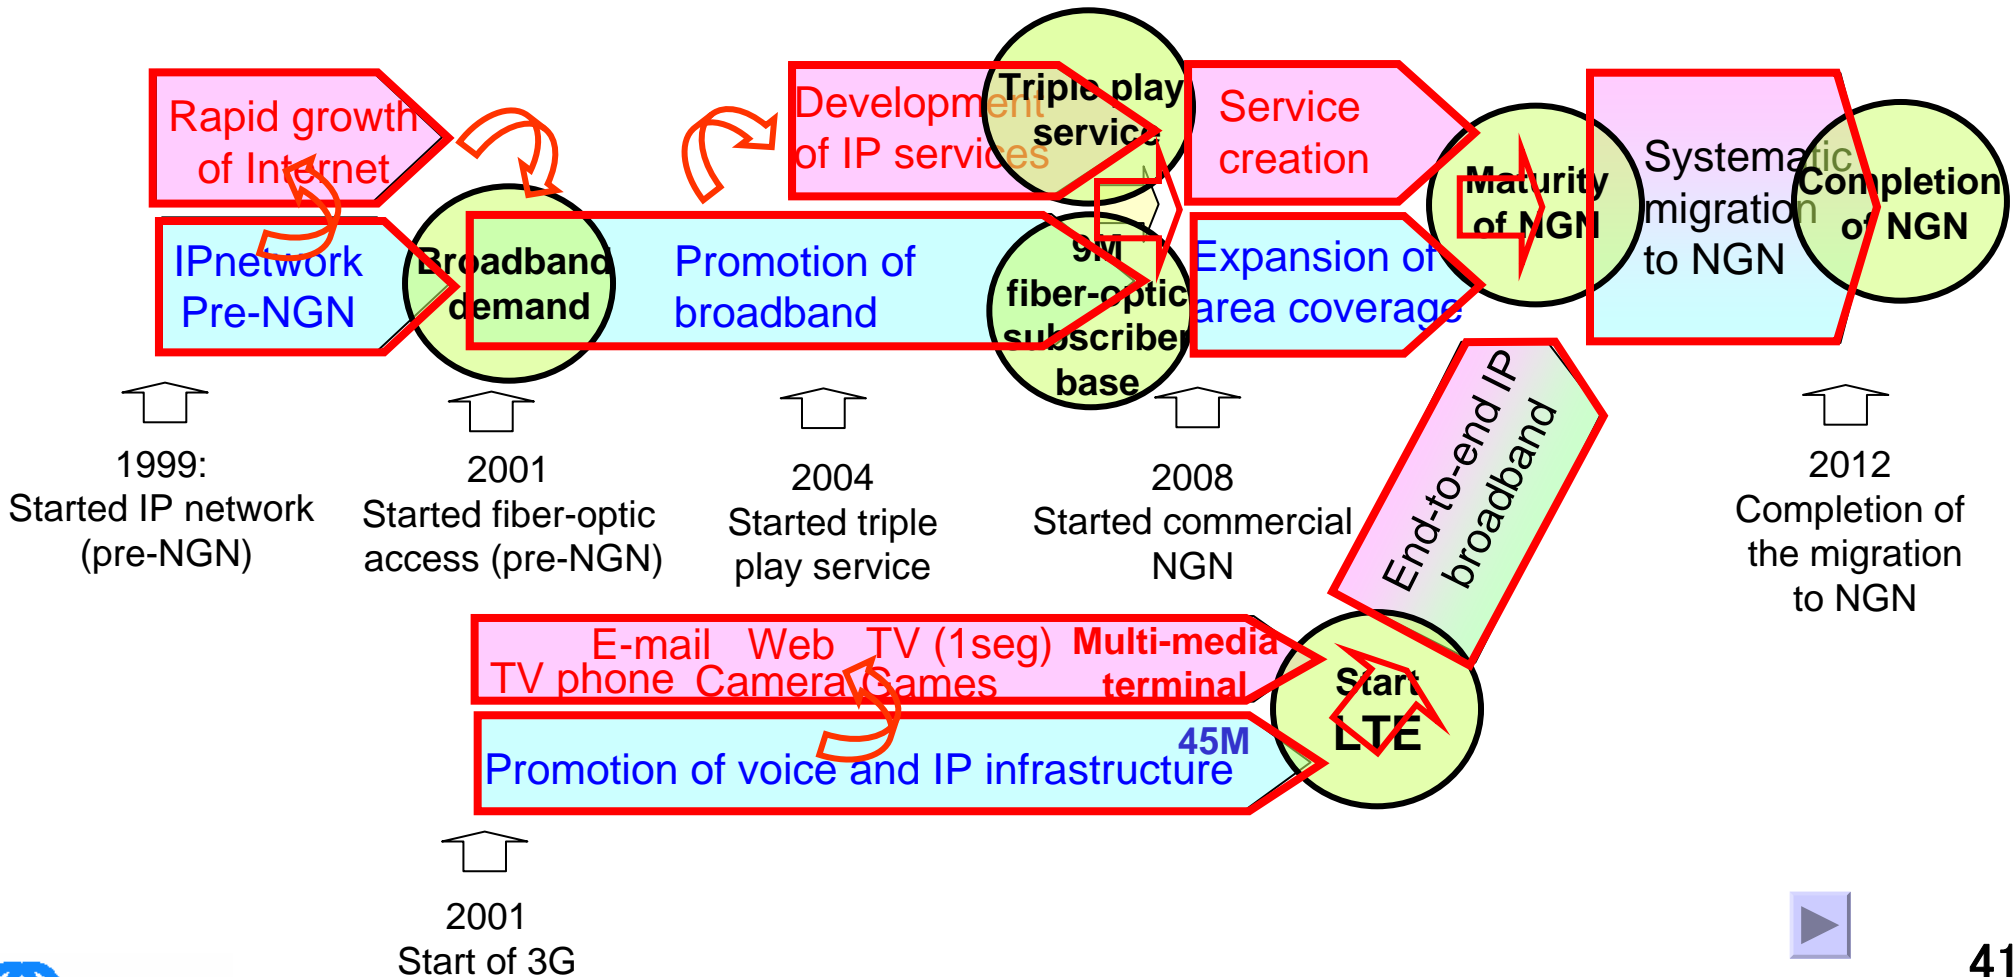 Rapid growth
of Internet
IPnetwork
Pre-NGN
Broadband
demand
Promotion of
broadband
Development
of IP services
Triple play
service
9M
fiber-optic
subscriber
base
Service
creation
Expansion of
area coverage
Maturity
of NGN
Systematic
migration
to NGN
Completion
of NGN
1999:
Started IP network
(pre-NGN)
2001
Started fiber-optic
access (pre-NGN)
2004
Started triple
play service
2008
Started commercial
NGN
End-to-end IP
broadband
2012
Completion of
the migration
to NGN
E-mail Web TV (1seg)
TV phone Camera Games
Multi-media
terminal
45M
Promotion of voice and IP infrastructure
Start
LTE
2001
Start of 3G
41